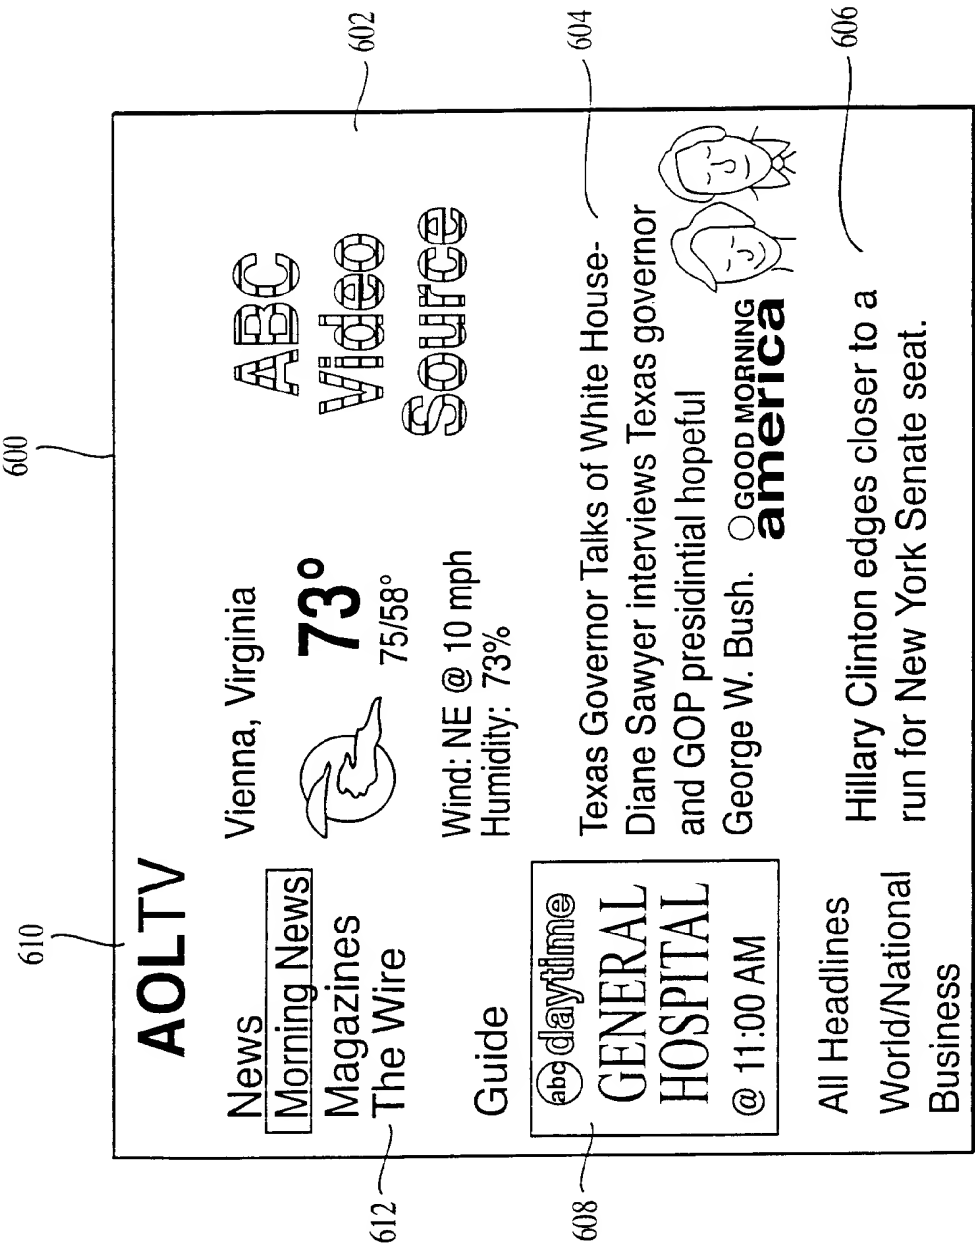 600
610
AOLTV
602
News
Morning News
Magazines
The Wire
612
Guide
Vienna, Virginia
73°
75/58°
Wind: NE @ 10 mph
Humidity: 73%
ABC
Video
Source
abc daytime
GENERAL
HOSPITAL
@ 11:00 AM
608
Texas Governor Talks of White House-
Diane Sawyer interviews Texas governor
and GOP presidintial hopeful
George W. Bush.
GOOD MORNING
america
604
All Headlines
World/National
Business
Hillary Clinton edges closer to a
run for New York Senate seat.
606